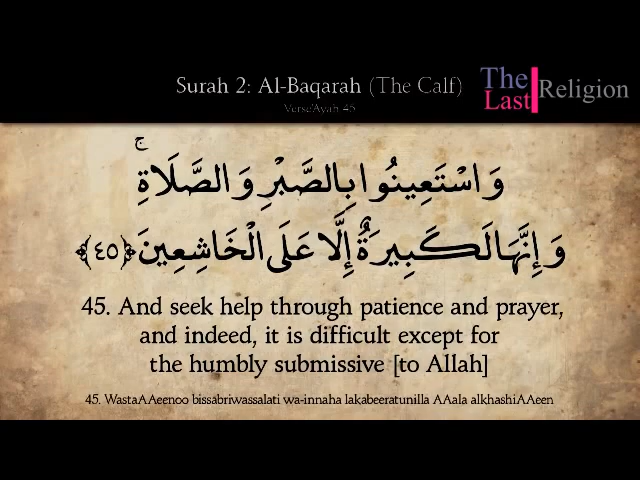 Surah 2: Al-Baqarah (The Calf)
Verse/Ayah 45
The
Last
Religion
وَاسْتَعِينُوا بِالصَّبْرِ وَالصَّلَاةِ ۚ
وَإِنَّهَا لَكَبِيرَةٌ إِلَّا عَلَى الْخَاشِعِينَ ﴿٤٥﴾
45. And seek help through patience and prayer,
and indeed, it is difficult except for
the humbly submissive [to Allah]
45. WastaAAeenoo bissabriwassalati wa-innaha lakabeeratunilla AAala alkhashiAAeen